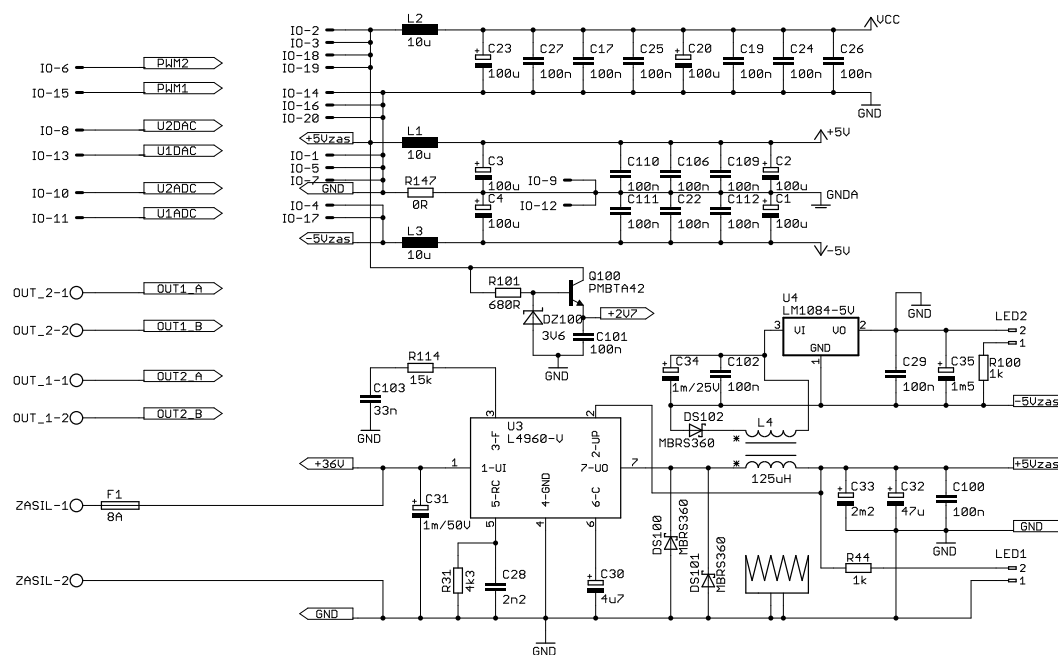 IO-2
IO-3
IO-18
IO-19
L2
10u
VCC
C23
100u
C27
100n
C17
100n
C25
100n
C20
100u
C19
100n
C24
100n
C26
100n
IO-6
PWM2
IO-15
PWM1
IO-14
IO-16
IO-20
GND
IO-8
U2DAC
IO-13
U1DAC
IO-10
U2ADC
IO-11
U1ADC
+5Vzas
L1
10u
+5V
IO-1
IO-5
IO-7
C3
100u
C110
100n
C106
100n
C109
100n
C2
100u
IO-9
GND
R147
0R
GNDA
IO-4
IO-17
C4
100u
IO-12
C111
100n
C22
100n
C112
100n
C1
100u
-5Vzas
L3
10u
-5V
OUT_2-1
OUT1_A
OUT_2-2
OUT1_B
OUT_1-1
OUT2_A
OUT_1-2
OUT2_B
R101
680R
Q100
PMBTA42
DZ100
3V6
+2V7
C101
100n
GND
U4
LM1084-5V
3
VI
VO
2
GND
1
GND
LED2
2
1
C34
1m/25V
C102
100n
C29
100n
C35
1m5
R100
1k
-5Vzas
R114
15k
C103
33n
GND
DS102
MBRS360
L4
*
*
125uH
U3
L4960-V
3
3-F
2
2-UP
1
1-UI
7-UO
7
5-RC
4-GND
6-C
5
4
6
+36V
C31
1m/50V
ZASIL-1
F1
8A
ZASIL-2
R31
4k3
C28
2n2
C30
4u7
GND
GND
DS100
MBRS360
DS101
MBRS360
+5Vzas
C33
2m2
C32
47u
C100
100n
GND
GND
R44
1k
LED1
2
1